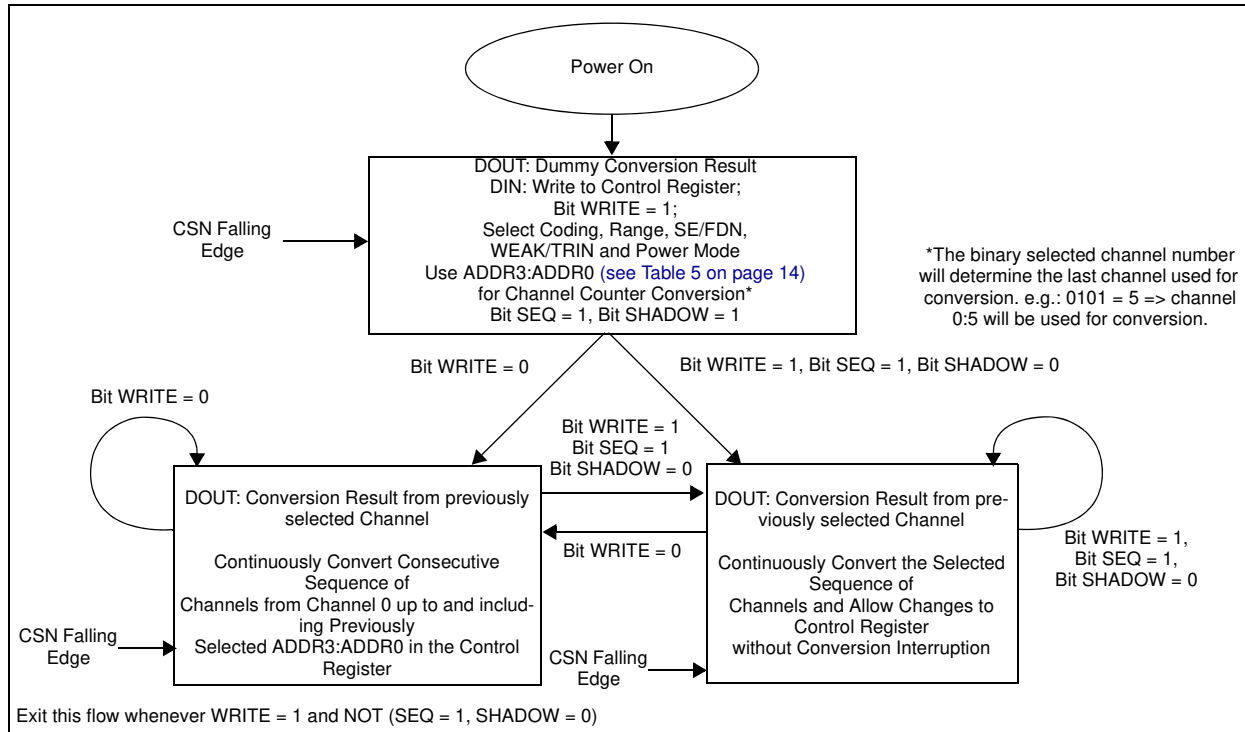 Power On
DOUT: Dummy Conversion Result
DIN: Write to Control Register;
Bit WRITE = 1;
Select Coding, Range, SE/FDN,
WEAK/TRIN and Power Mode
Use ADDR3:ADDR0 (see Table 5 on page 14)
for Channel Counter Conversion*
Bit SEQ = 1, Bit SHADOW = 1
CSN Falling
Edge
*The binary selected channel number
will determine the last channel used for
conversion. e.g.: 0101 = 5 => channel
0:5 will be used for conversion.
Bit WRITE = 0
Bit WRITE = 1, Bit SEQ = 1, Bit SHADOW = 0
Bit WRITE = 0
Bit WRITE = 1
Bit SEQ = 1
Bit SHADOW = 0
Bit WRITE = 0
DOUT: Conversion Result from previously
selected Channel
Continuously Convert Consecutive
Sequence of
Channels from Channel 0 up to and includ-
ing Previously
Selected ADDR3:ADDR0 in the Control
Register
CSN Falling
Edge
DOUT: Conversion Result from pre-
viously selected Channel
Continuously Convert the Selected
Sequence of
Channels and Allow Changes to
Control Register
without Conversion Interruption
Bit WRITE = 1,
Bit SEQ = 1,
Bit SHADOW = 0
CSN Falling
Edge
Exit this flow whenever WRITE = 1 and NOT (SEQ = 1, SHADOW = 0)